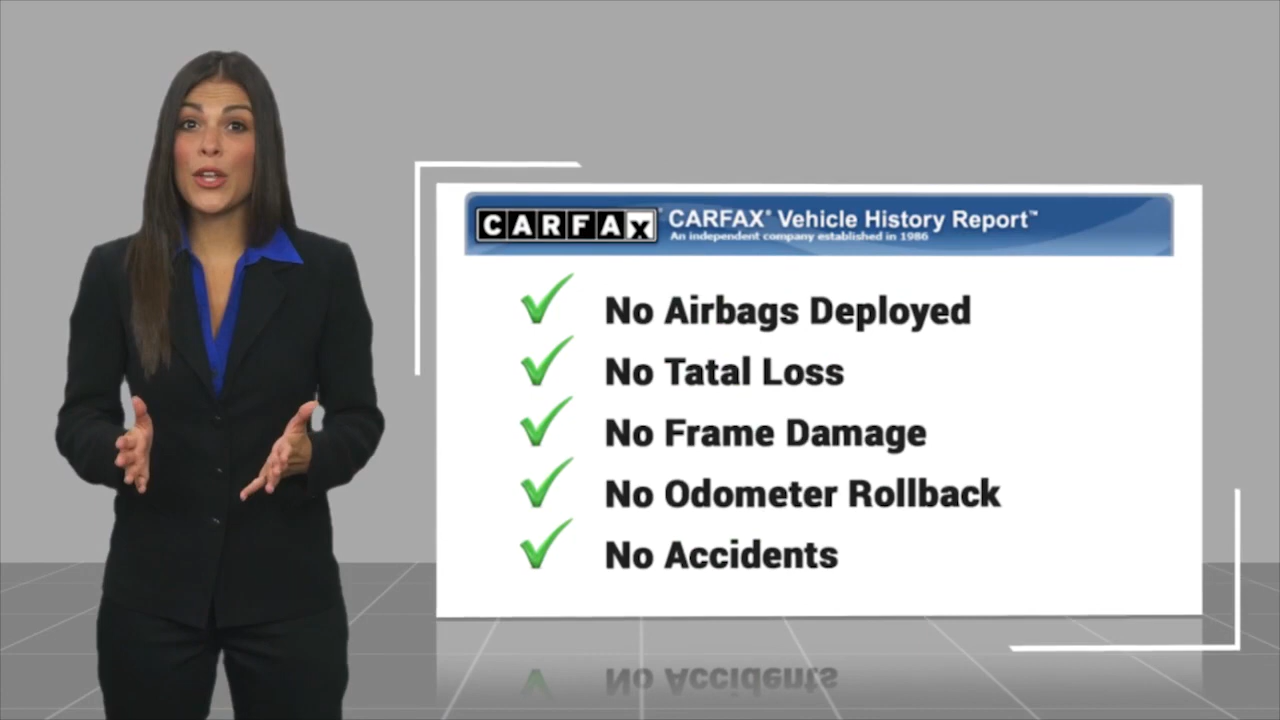 CARFAX CARFAX® Vehicle History Report™
An independent company established in 1986
No Airbags Deployed
No Tatal Loss
No Frame Damage
No Odometer Rollback
No Accidents
No Accidents